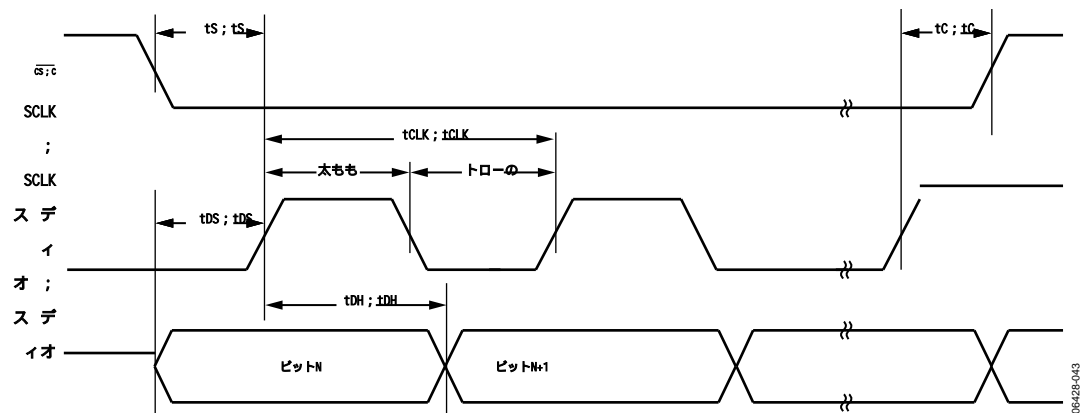 tS ; tS
tC ; tC
CS ; C
SCLK
;
SCLK
tCLK ; tCLK
太もも
トローの
ス デ
ィ
オ ;
ス デ
ィオ
tDS ; tDS
tDH ; tDH
ビットN
ビットN+1
06428-043